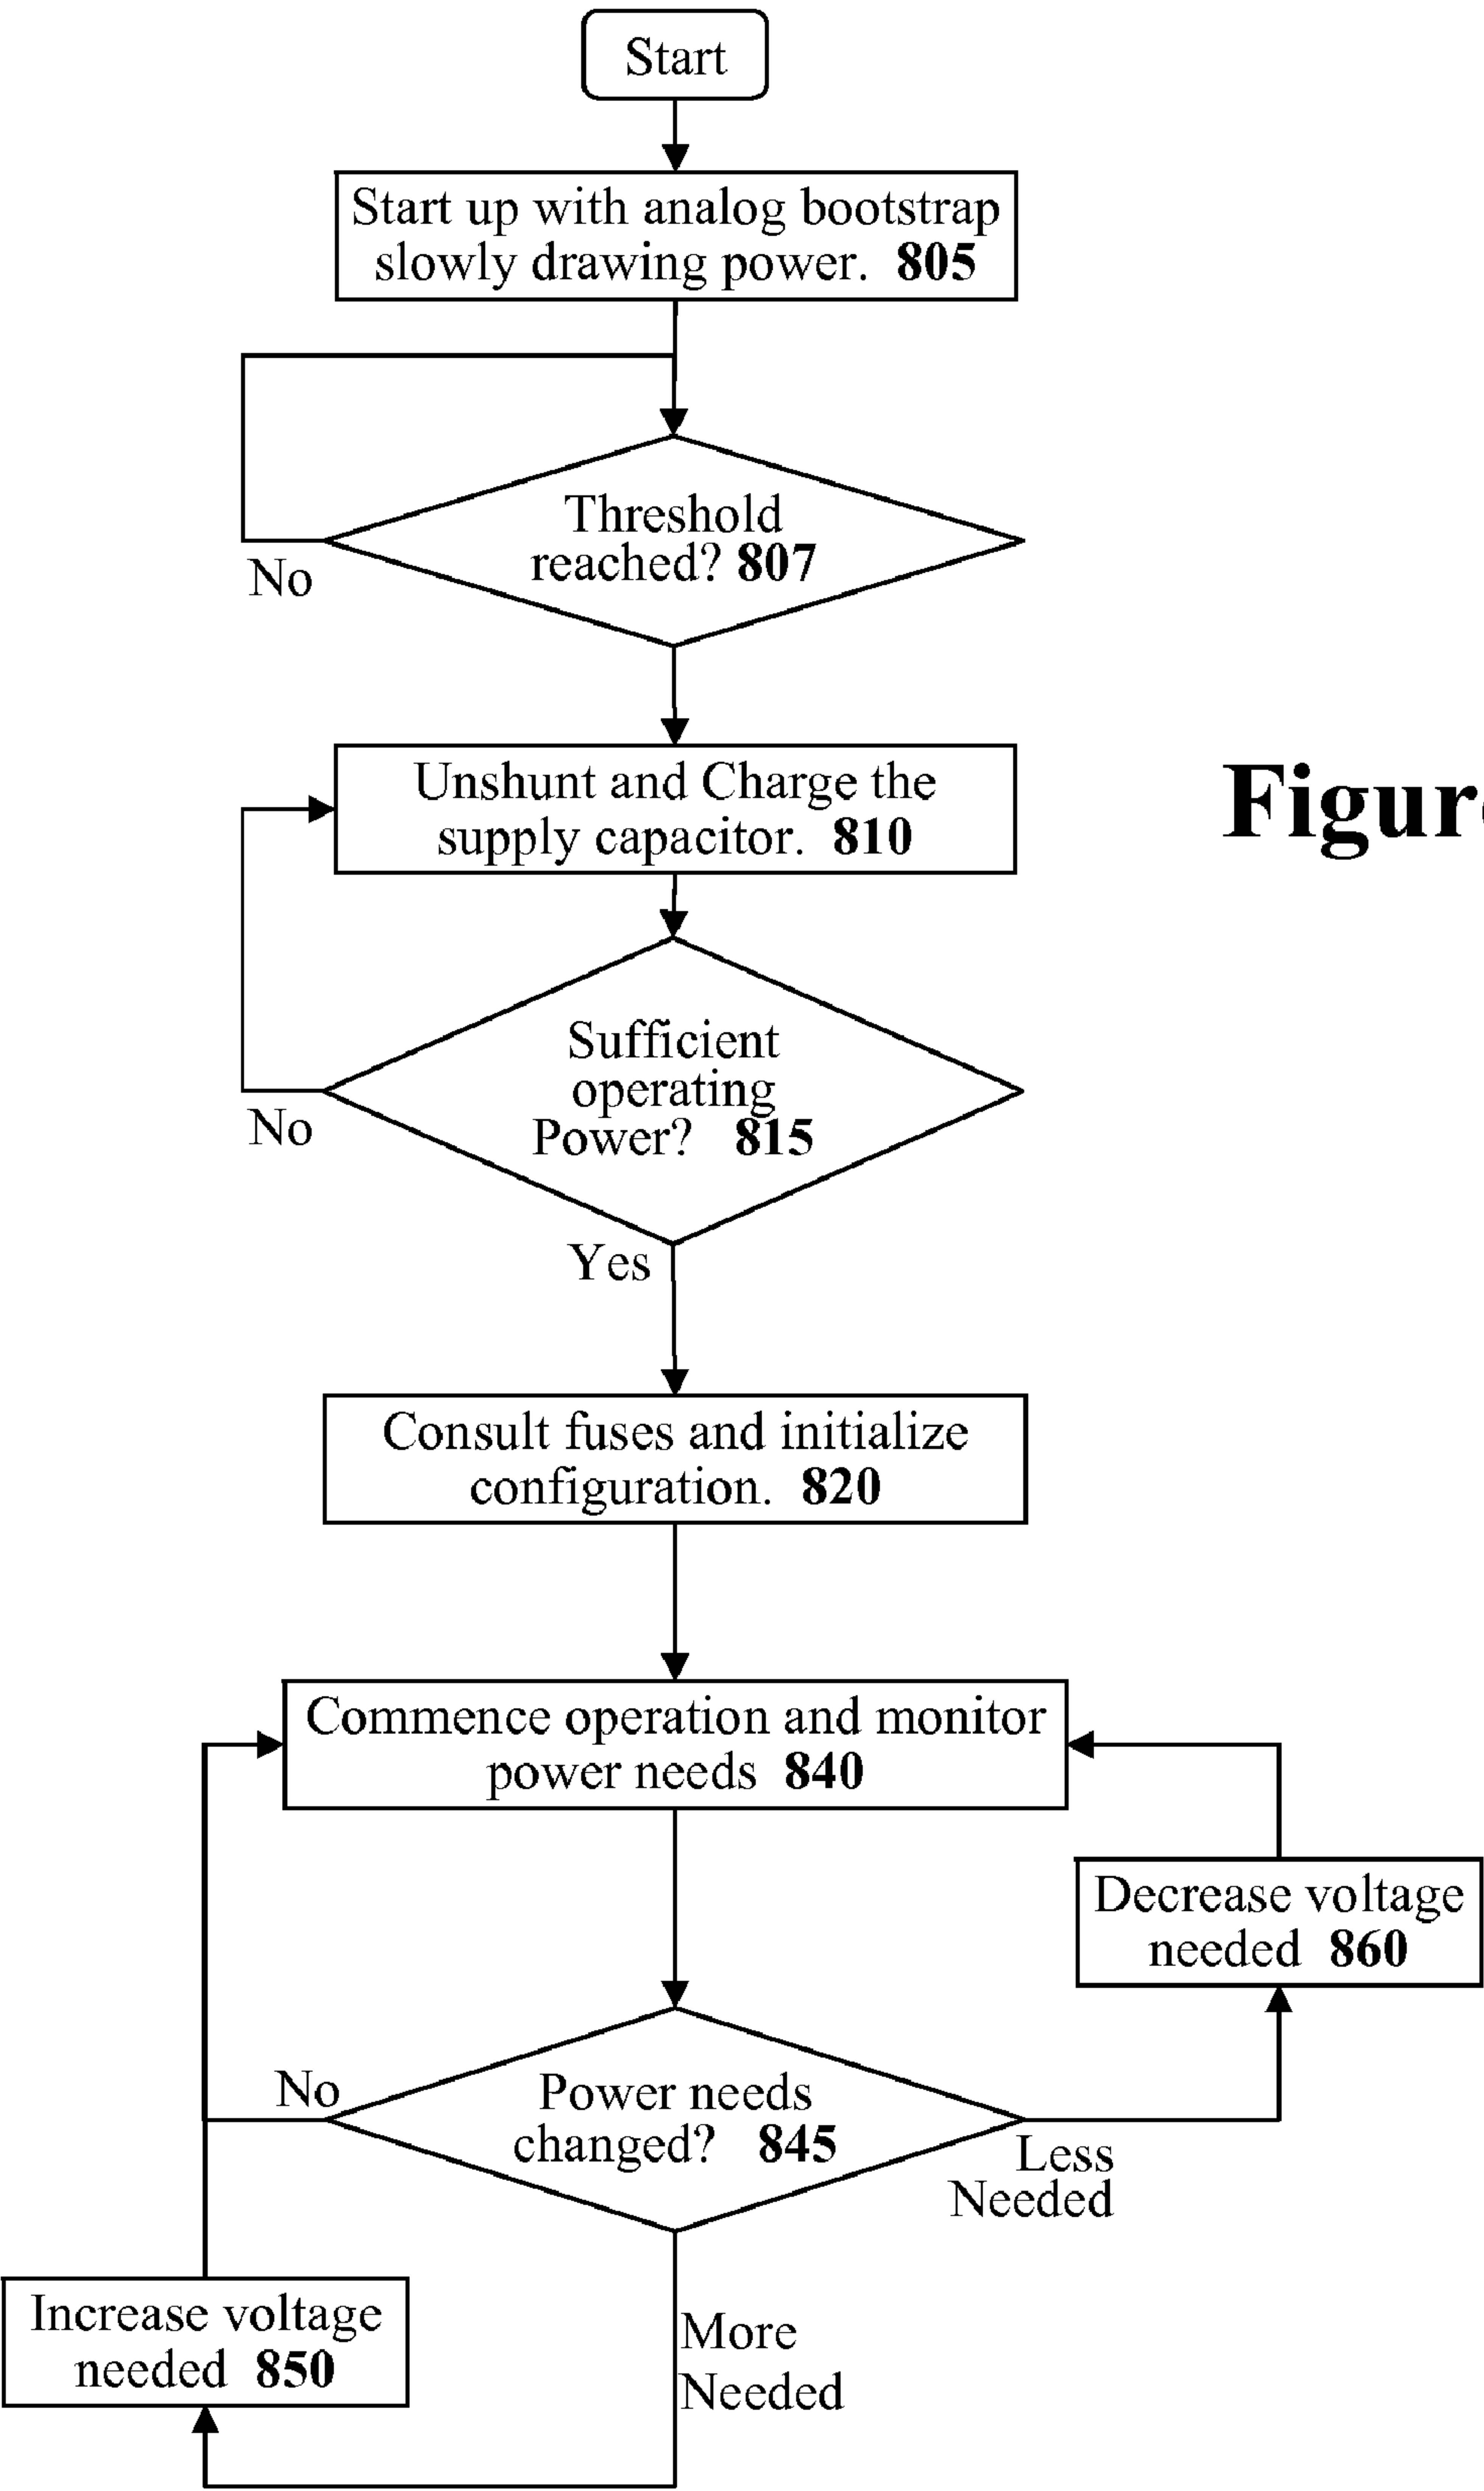 Start
Start up with analog bootstrap
slowly drawing power. 805
Threshold
reached? 807
No
Unshunt and Charge the
supply capacitor. 810
Sufficient
operating
Power? 815
No
Yes
Consult fuses and initialize
configuration. 820
Commence operation and monitor
power needs 840
Decrease voltage
needed 860
No
Power needs
changed? 845
Less
Needed
Increase voltage
needed 850
More
Needed